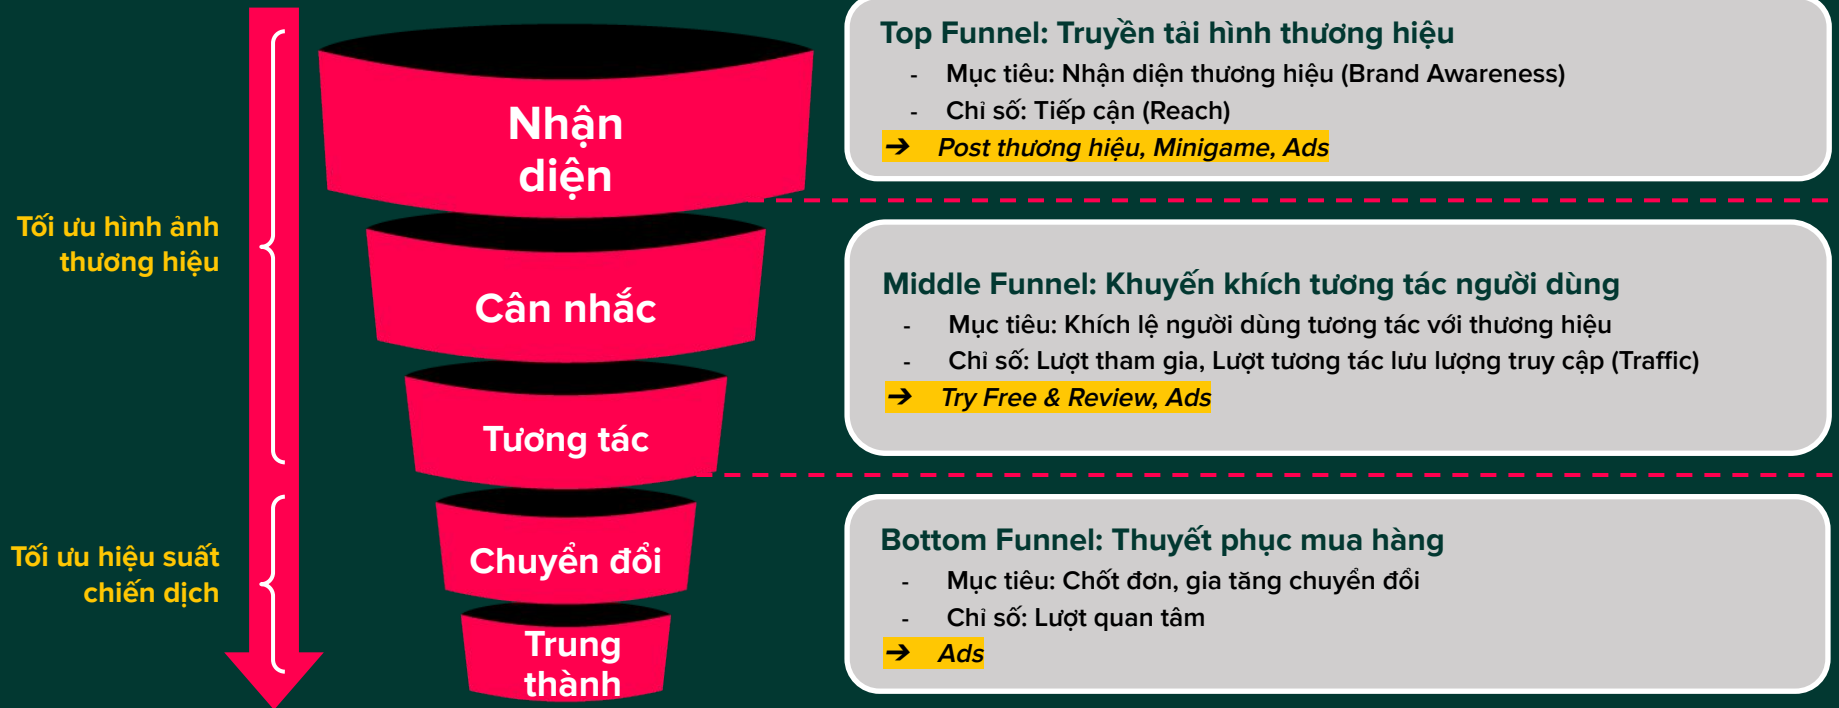 Tối ưu hình ảnh
thương hiệu
Tối ưu hiệu suất
chiến dịch
Nhận
diện
Cân nhắc
Tương tác
Chuyển đổi
Trung
thành
Top Funnel: Truyền tải hình thương hiệu
- Mục tiêu: Nhận diện thương hiệu (Brand Awareness)
- Chỉ số: Tiếp cận (Reach)
➔ Post thương hiệu, Minigame, Ads
Middle Funnel: Khuyến khích tương tác người dùng
- Mục tiêu: Khích lệ người dùng tương tác với thương hiệu
- Chỉ số: Lượt tham gia, Lượt tương tác lưu lượng truy cập (Traffic)
➔ Try Free & Review, Ads
Bottom Funnel: Thuyết phục mua hàng
- Mục tiêu: Chốt đơn, gia tăng chuyển đổi
- Chỉ số: Lượt quan tâm
➔ Ads